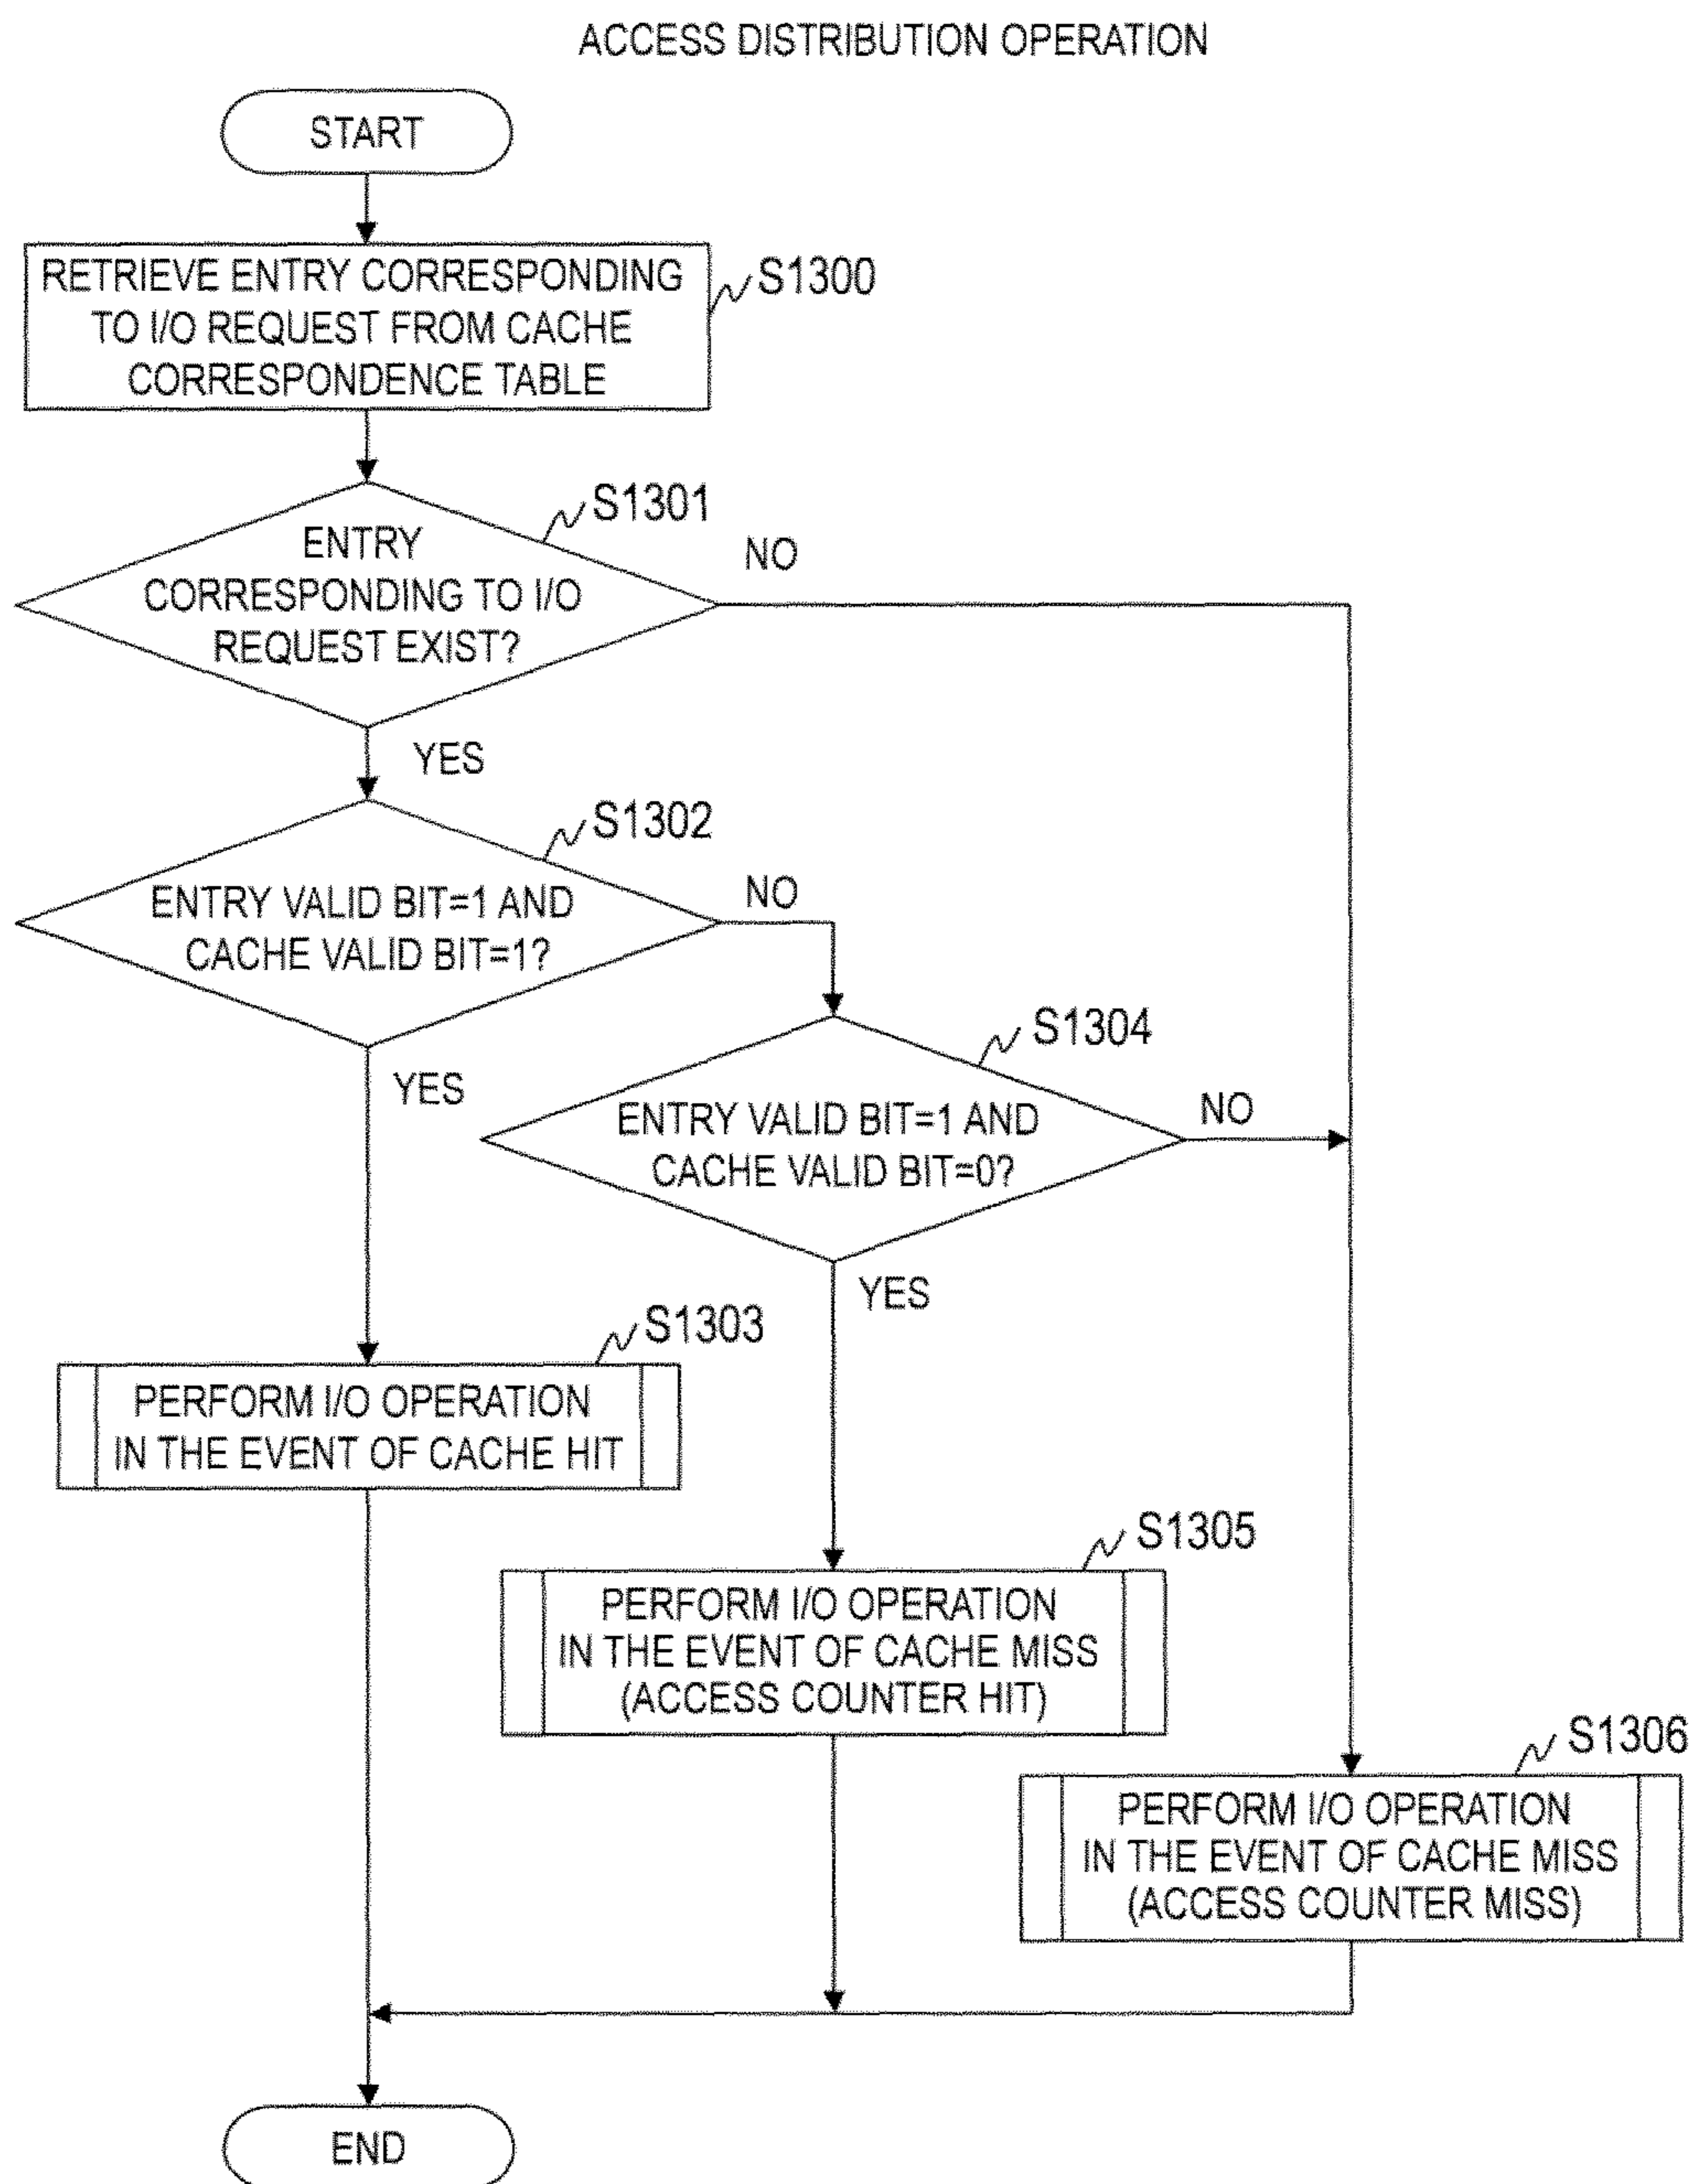 ACCESS DISTRIBUTION OPERATION
START
RETRIEVE ENTRY CORRESPONDING
TO I/O REQUEST FROM CACHE
CORRESPONDENCE TABLE
S1300
S1301
ENTRY
CORRESPONDING TO I/O
REQUEST EXIST?
NO
YES
S1302
ENTRY VALID BIT=1 AND
CACHE VALID BIT=1?
NO
YES
S1304
ENTRY VALID BIT=1 AND
CACHE VALID BIT=0?
NO
YES
S1303
PERFORM I/O OPERATION
IN THE EVENT OF CACHE HIT
S1305
PERFORM I/O OPERATION
IN THE EVENT OF CACHE MISS
(ACCESS COUNTER HIT)
S1306
PERFORM I/O OPERATION
IN THE EVENT OF CACHE MISS
(ACCESS COUNTER MISS)
END